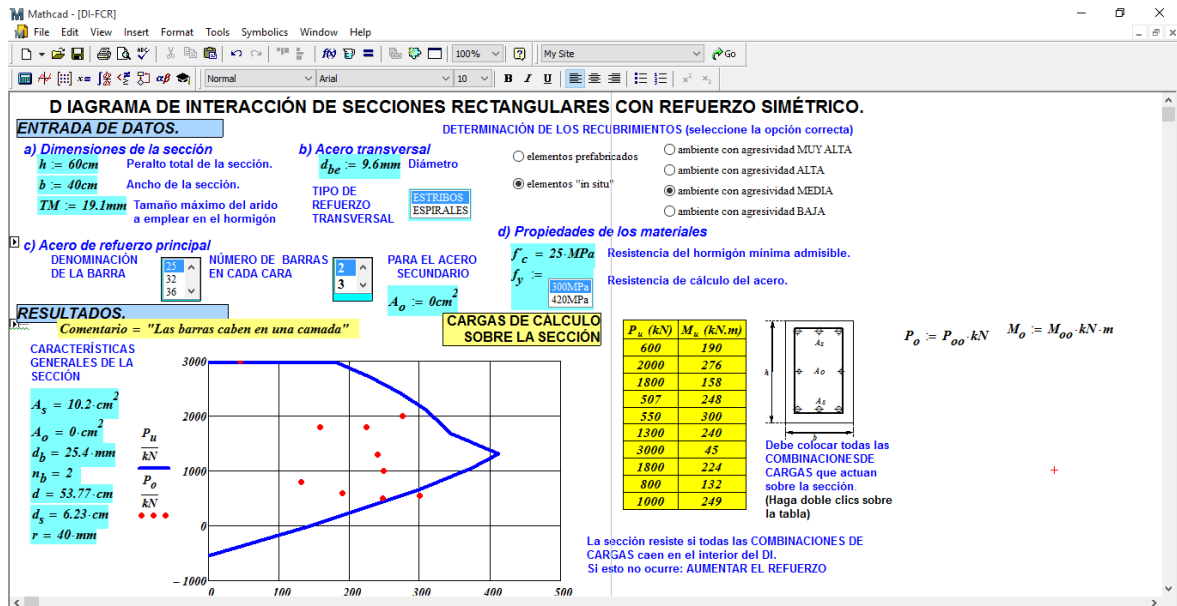 Mathcad - [DI-FCR]
File Edit View Insert Format Tools Symbolics Window Help
100% My Site Go
Normal Arial 10 B I U
D IAGRAMA DE INTERACCIÓN DE SECCIONES RECTANGULARES CON REFUERZO SIMÉTRICO.
ENTRADA DE DATOS.
DETERMINACIÓN DE LOS RECUBRIMIENTOS (seleccione la opción correcta)
a) Dimensiones de la sección
h := 60cm Peralto total de la sección.
b := 40cm Ancho de la sección.
TM := 19.1mm Tamaño máximo del arido
a emplear en el hormigón
b) Acero transversal
d_be := 9.6mm Diámetro
TIPO DE
REFUERZO
TRANSVERSAL
ESTRIBOS
ESPIRALES
elementos prefabricados
elementos "in situ"
ambiente con agresividad MUY ALTA
ambiente con agresividad ALTA
ambiente con agresividad MEDIA
ambiente con agresividad BAJA
c) Acero de refuerzo principal
DENOMINACIÓN
DE LA BARRA
25
32
36
NÚMERO DE BARRAS
EN CADA CARA
2
3
PARA EL ACERO
SECUNDARIO
A_o := 0cm²
d) Propiedades de los materiales
f'_c = 25·MPa Resistencia del hormigón mínima admisible.
f_y :=
300MPa
420MPa
Resistencia de cálculo del acero.
RESULTADOS.
Comentario = "Las barras caben en una camada"
CARGAS DE CÁLCULO
SOBRE LA SECCIÓN
CARACTERÍSTICAS
GENERALES DE LA
SECCIÓN
A_s = 10.2·cm²
A_o = 0·cm²
d_b = 25.4·mm
n_b = 2
d = 53.77·cm
d_s = 6.23·cm
r = 40·mm
P_u
kN
P_o
kN
3000
2000
1000
0
− 1000
0 100 200 300 400 500
P_u (kN) M_u (kN.m)
600 190
2000 276
1800 158
507 248
550 300
1300 240
3000 45
1800 224
800 132
1000 249
As
h
Ao
As
b
P_o := P_oo·kN M_o := M_oo·kN·m
Debe colocar todas las
COMBINACIONESDE
CARGAS que actuan
sobre la sección.
(Haga doble clics sobre
la tabla)
La sección resiste si todas las COMBINACIONES DE
CARGAS caen en el interior del DI.
Si esto no ocurre: AUMENTAR EL REFUERZO